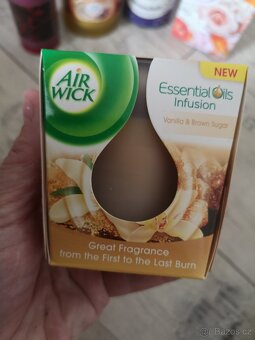 AIR
WICK
NEW
Essential Oils
Infusion
Vanilla & Brown Sugar
Great Fragrance
from the First to the Last Burn
Bazoš.cz